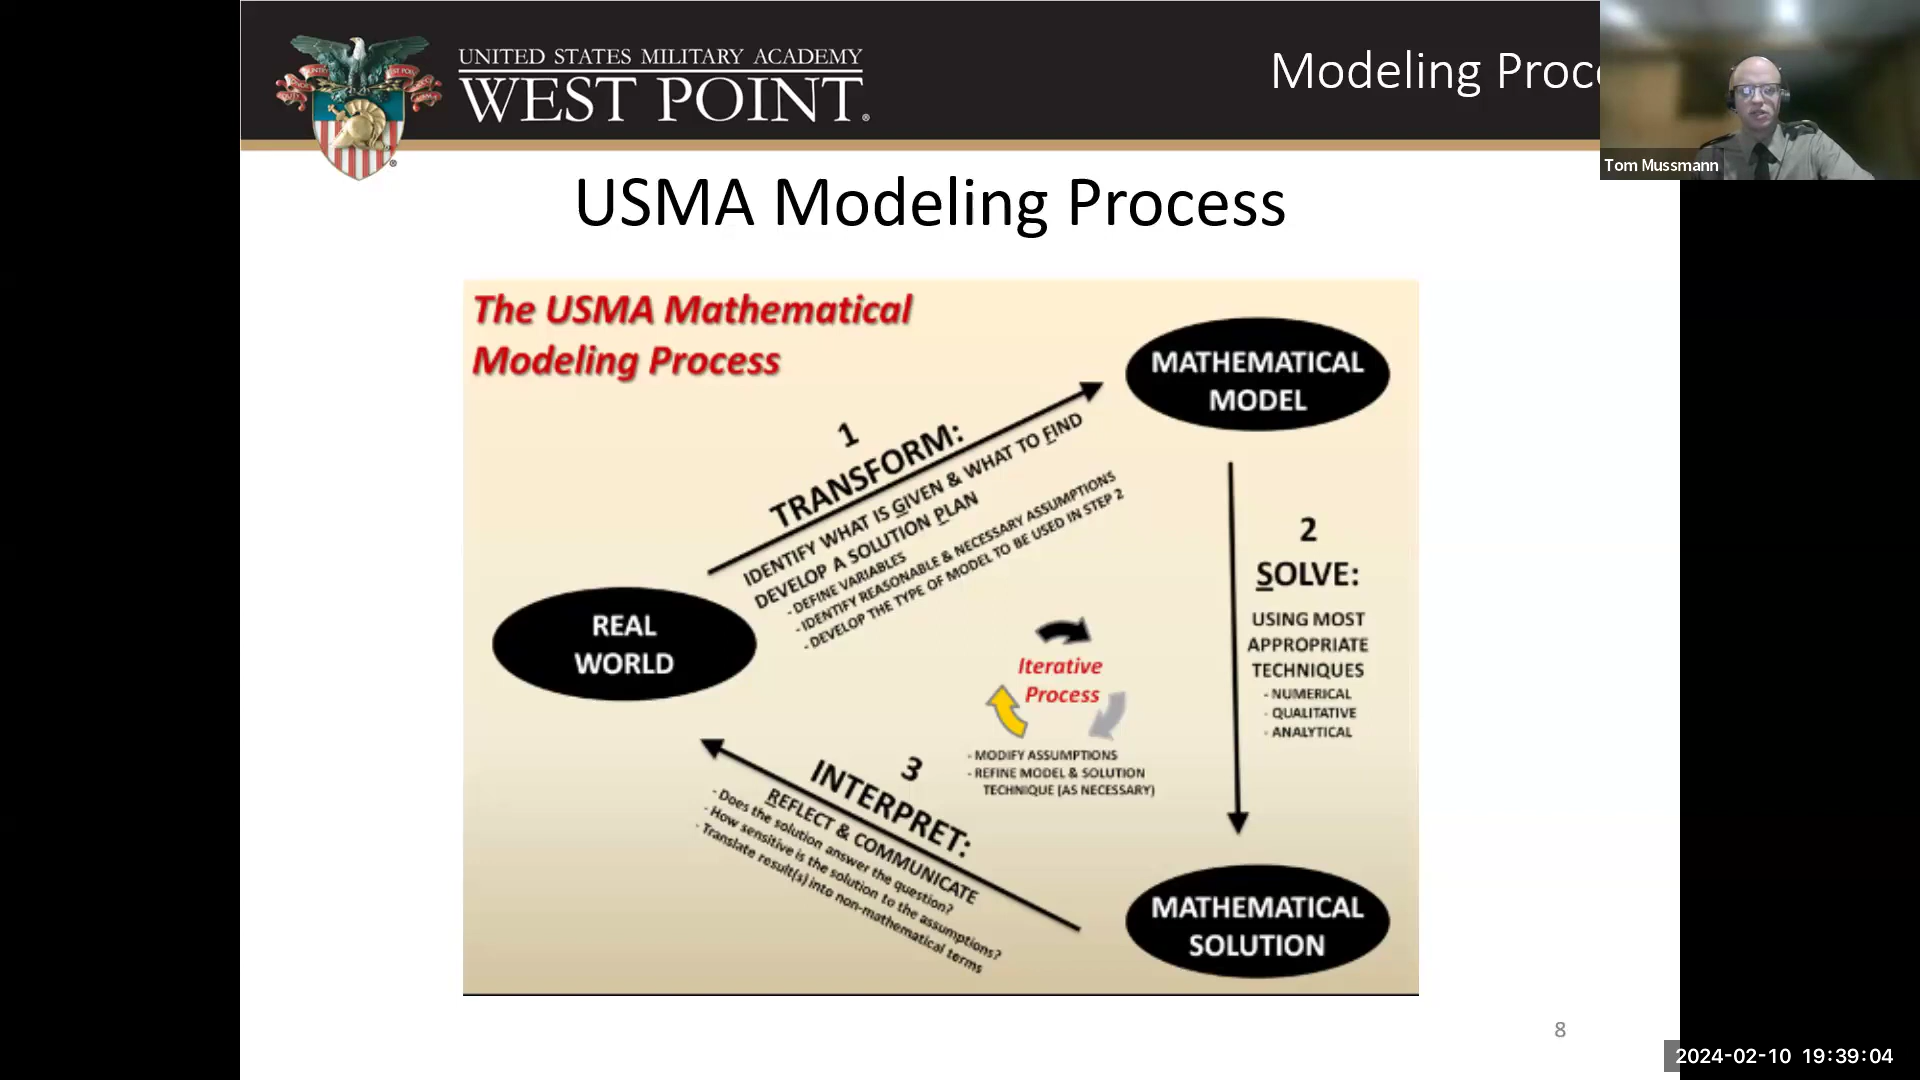 UNITED STATES MILITARY ACADEMY
WEST POINT®
Modeling Proc
Tom Mussmann
USMA Modeling Process
The USMA Mathematical
Modeling Process
MATHEMATICAL
MODEL
1
TRANSFORM:
IDENTIFY WHAT IS GIVEN & WHAT TO FIND
DEVELOP A SOLUTION PLAN
- DEFINE VARIABLES
- IDENTIFY REASONABLE & NECESSARY ASSUMPTIONS
- DEVELOP THE TYPE OF MODEL TO BE USED IN STEP 2
2
SOLVE:
USING MOST
APPROPRIATE
TECHNIQUES
- NUMERICAL
- QUALITATIVE
- ANALYTICAL
REAL
WORLD
Iterative
Process
- MODIFY ASSUMPTIONS
- REFINE MODEL & SOLUTION
TECHNIQUE (AS NECESSARY)
3
INTERPRET:
REFLECT & COMMUNICATE
- Does the solution answer the question?
- How sensitive is the solution to the assumptions?
- Translate result(s) into non-mathematical terms
MATHEMATICAL
SOLUTION
8
2024-02-10 19:39:04